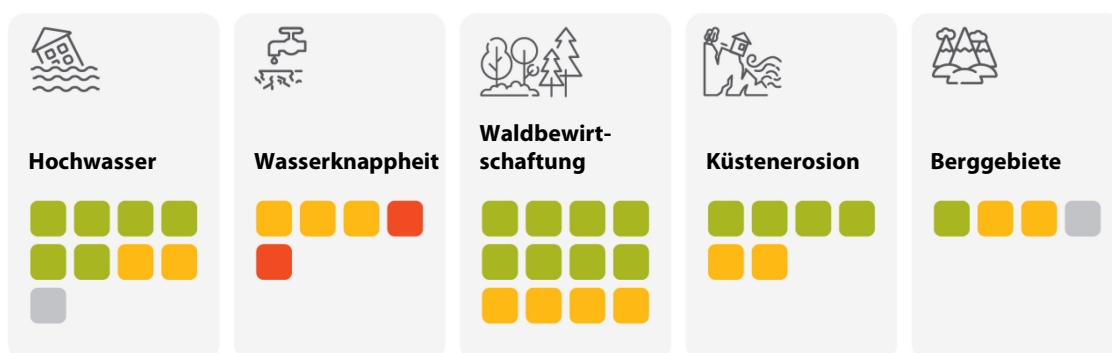 Hochwasser
Wasserknappheit
Waldbewirt-
schaftung
Küstenerosion
Berggebiete